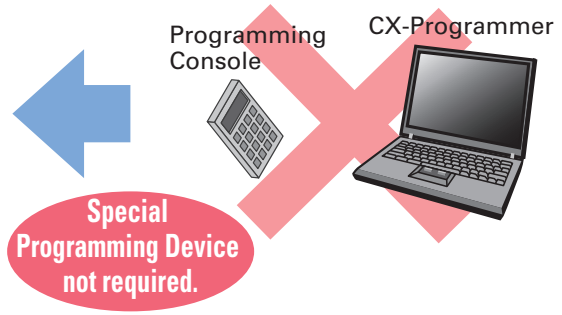 Programming
Console
CX-Programmer
Special
Programming Device
not required.